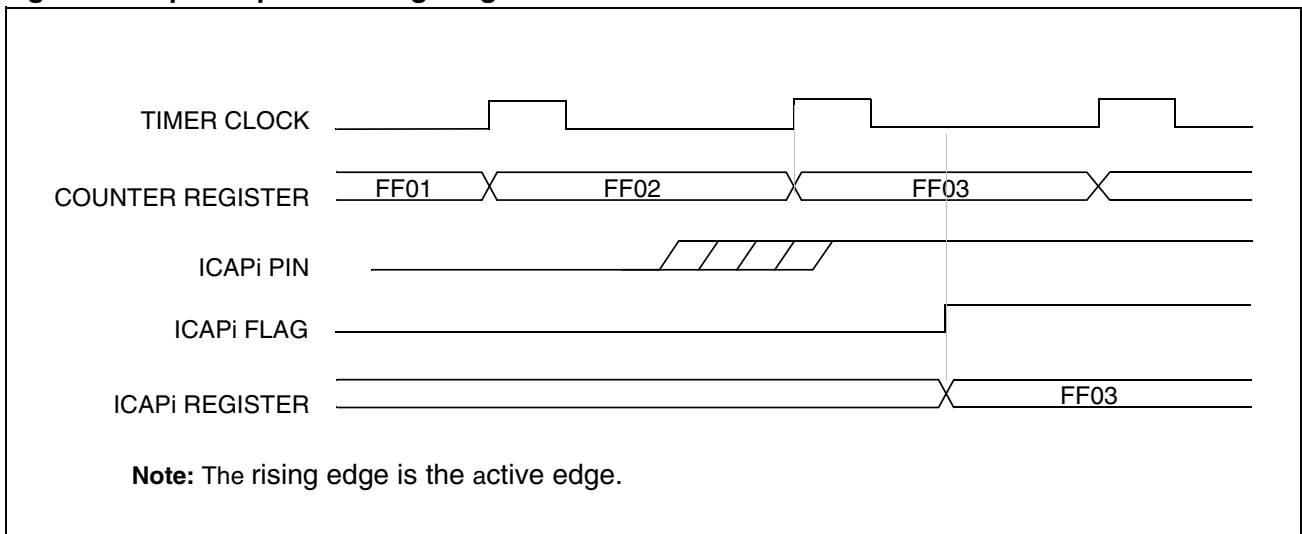 TIMER CLOCK
COUNTER REGISTER FF01 FF02 FF03
ICAPi PIN
ICAPi FLAG
ICAPi REGISTER FF03
Note: The rising edge is the active edge.